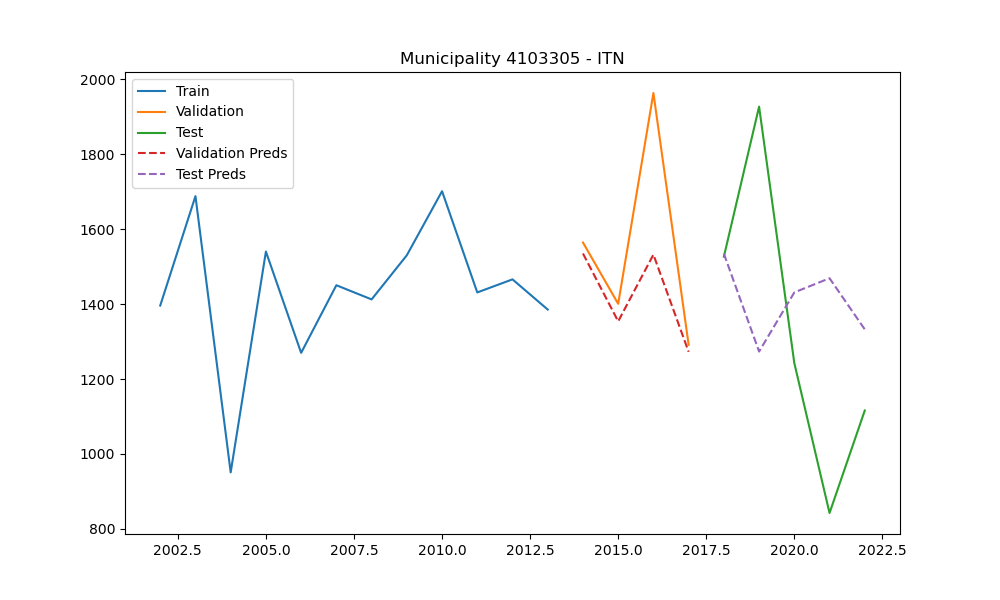 Municipality 4103305 - ITN
Train
Validation
Test
Validation Preds
Test Preds
2000
1800
1600
1400
1200
1000
800
2002.5 2005.0 2007.5 2010.0 2012.5 2015.0 2017.5 2020.0 2022.5